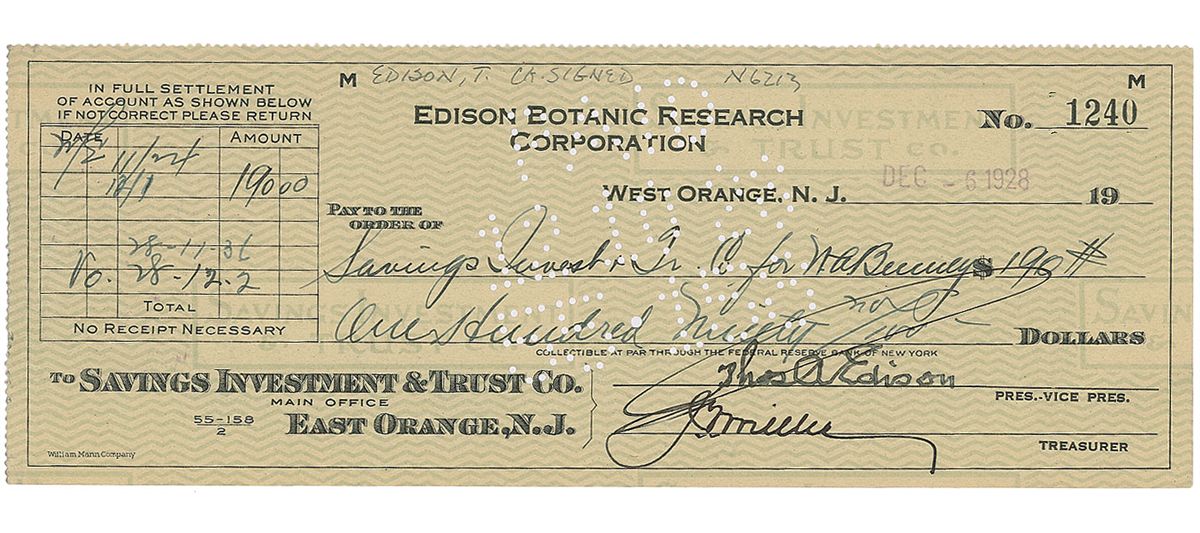 M EDISON, T. CA. SIGNED N6213 M
IN FULL SETTLEMENT
OF ACCOUNT AS SHOWN BELOW
IF NOT CORRECT PLEASE RETURN
DATE AMOUNT
11/24
12/1 19000
28-11-36
Vo. 28-12-2
TOTAL
NO RECEIPT NECESSARY
EDISON BOTANIC RESEARCH
CORPORATION
No. 1240
WEST ORANGE, N. J. DEC - 6 1928 19
PAY TO THE
ORDER OF
Savings Invest & Tr. Co for W A Benney $ 190
One Hundred Ninety no/100 DOLLARS
COLLECTIBLE AT PAR THROUGH THE FEDERAL RESERVE BANK OF NEW YORK
TO SAVINGS INVESTMENT & TRUST CO.
MAIN OFFICE
55-158
2
EAST ORANGE, N. J.
Thos A Edison
PRES.-VICE PRES.
Miller
TREASURER
William Mann Company